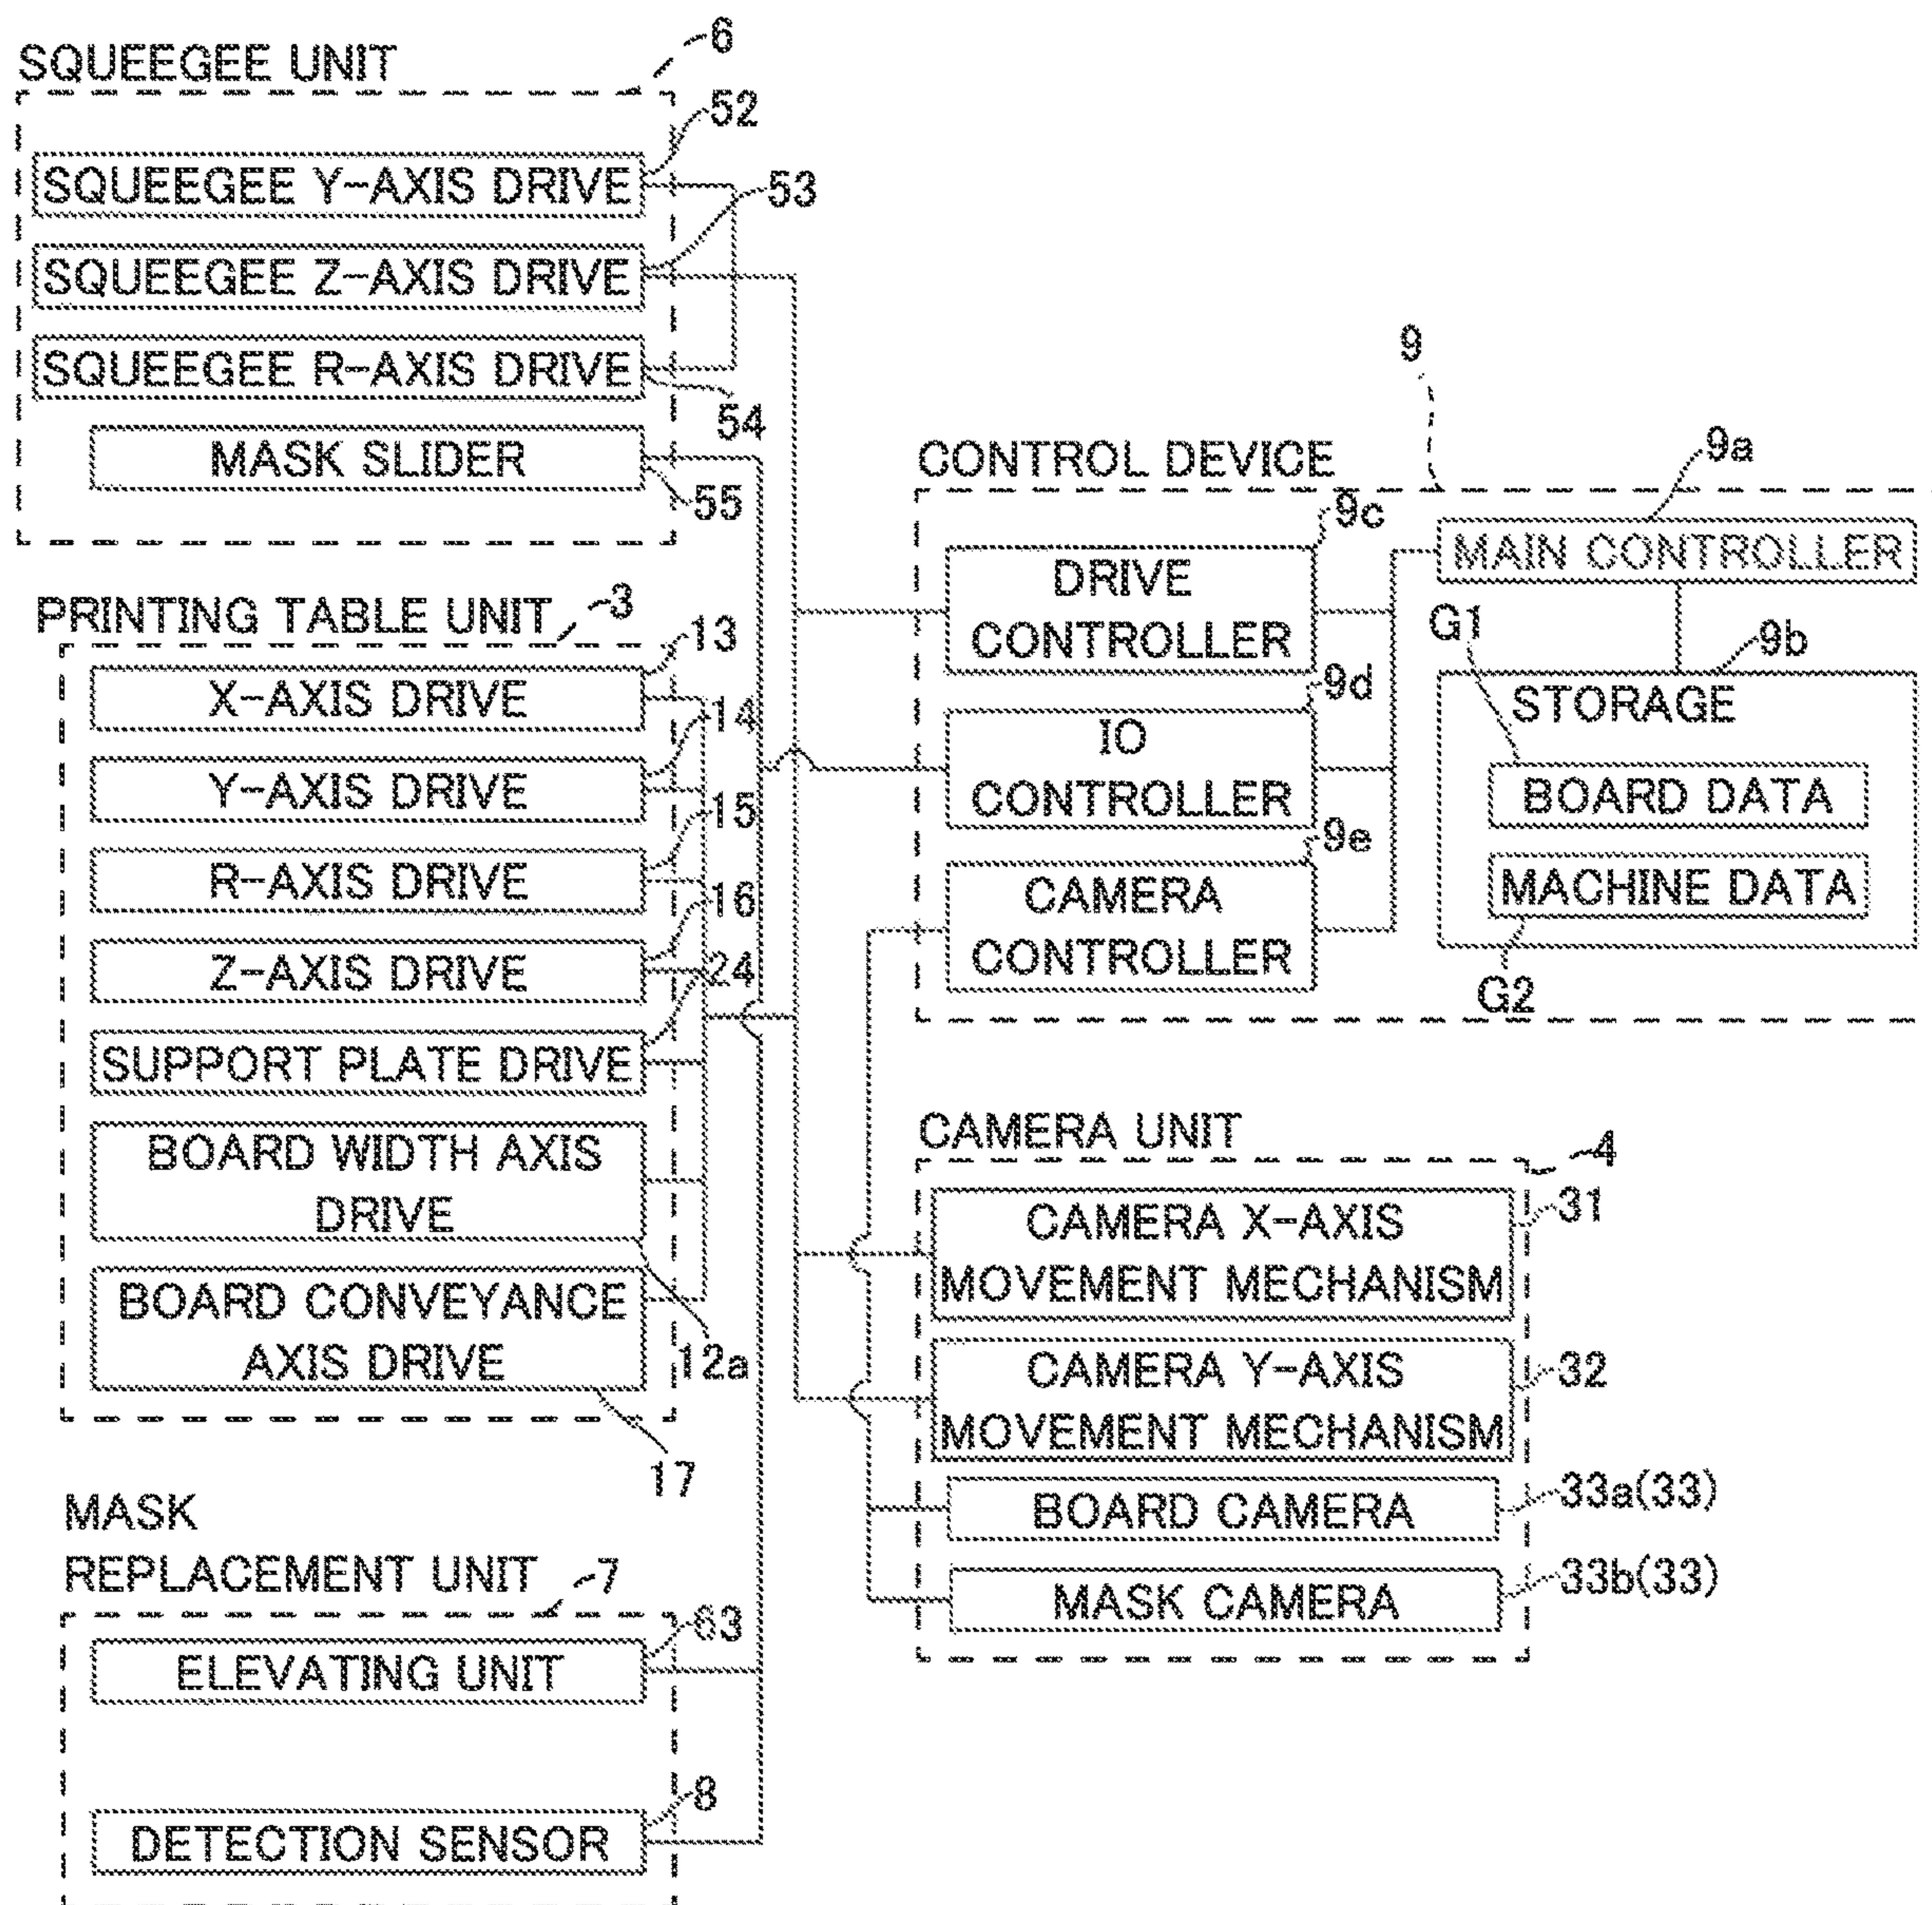 SQUEEGEE UNIT
6
52
SQUEEGEE Y-AXIS DRIVE
53
SQUEEGEE Z-AXIS DRIVE
SQUEEGEE R-AXIS DRIVE
54
MASK SLIDER
55
PRINTING TABLE UNIT
3
13
X-AXIS DRIVE
14
Y-AXIS DRIVE
15
R-AXIS DRIVE
16
Z-AXIS DRIVE
24
SUPPORT PLATE DRIVE
BOARD WIDTH AXIS
DRIVE
12a
BOARD CONVEYANCE
AXIS DRIVE
17
MASK
REPLACEMENT UNIT
7
63
ELEVATING UNIT
8
DETECTION SENSOR
9
CONTROL DEVICE
9a
MAIN CONTROLLER
9c
DRIVE
CONTROLLER
9d
IO
CONTROLLER
9e
CAMERA
CONTROLLER
G1
9b
STORAGE
BOARD DATA
MACHINE DATA
G2
CAMERA UNIT
4
31
CAMERA X-AXIS
MOVEMENT MECHANISM
32
CAMERA Y-AXIS
MOVEMENT MECHANISM
33a(33)
BOARD CAMERA
33b(33)
MASK CAMERA